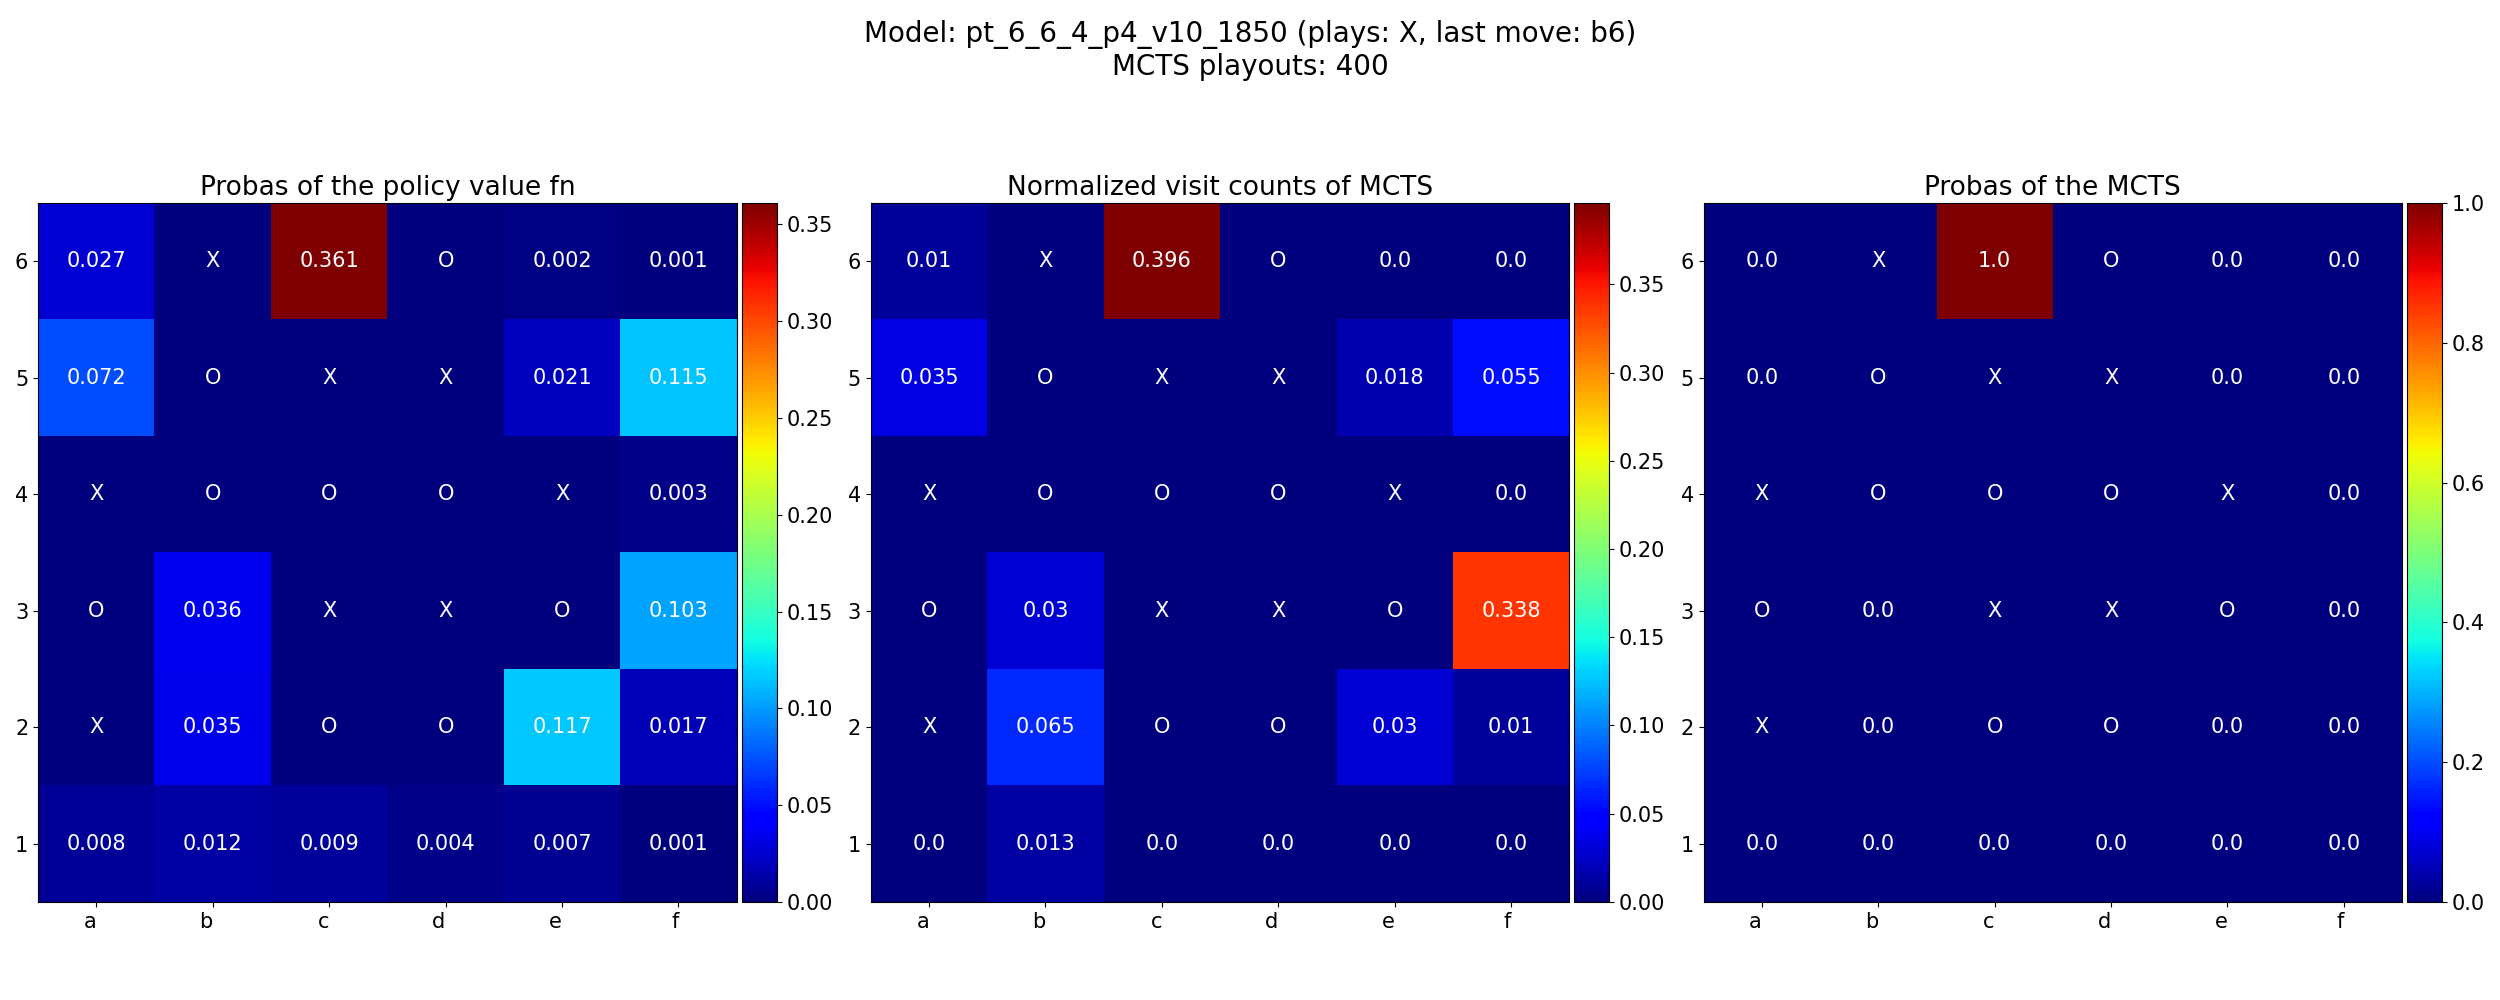 Model: pt_6_6_4_p4_v10_1850 (plays: X, last move: b6)
MCTS playouts: 400
Probas of the policy value fn
6 0.027 X 0.361 O 0.002 0.001
5 0.072 O X X 0.021 0.115
4 X O O O X 0.003
3 O 0.036 X X O 0.103
2 X 0.035 O O 0.117 0.017
1 0.008 0.012 0.009 0.004 0.007 0.001
a b c d e f
0.35
0.30
0.25
0.20
0.15
0.10
0.05
0.00
Normalized visit counts of MCTS
6 0.01 X 0.396 O 0.0 0.0
5 0.035 O X X 0.018 0.055
4 X O O O X 0.0
3 O 0.03 X X O 0.338
2 X 0.065 O O 0.03 0.01
1 0.0 0.013 0.0 0.0 0.0 0.0
a b c d e f
0.35
0.30
0.25
0.20
0.15
0.10
0.05
0.00
Probas of the MCTS
6 0.0 X 1.0 O 0.0 0.0
5 0.0 O X X 0.0 0.0
4 X O O O X 0.0
3 O 0.0 X X O 0.0
2 X 0.0 O O 0.0 0.0
1 0.0 0.0 0.0 0.0 0.0 0.0
a b c d e f
1.0
0.8
0.6
0.4
0.2
0.0